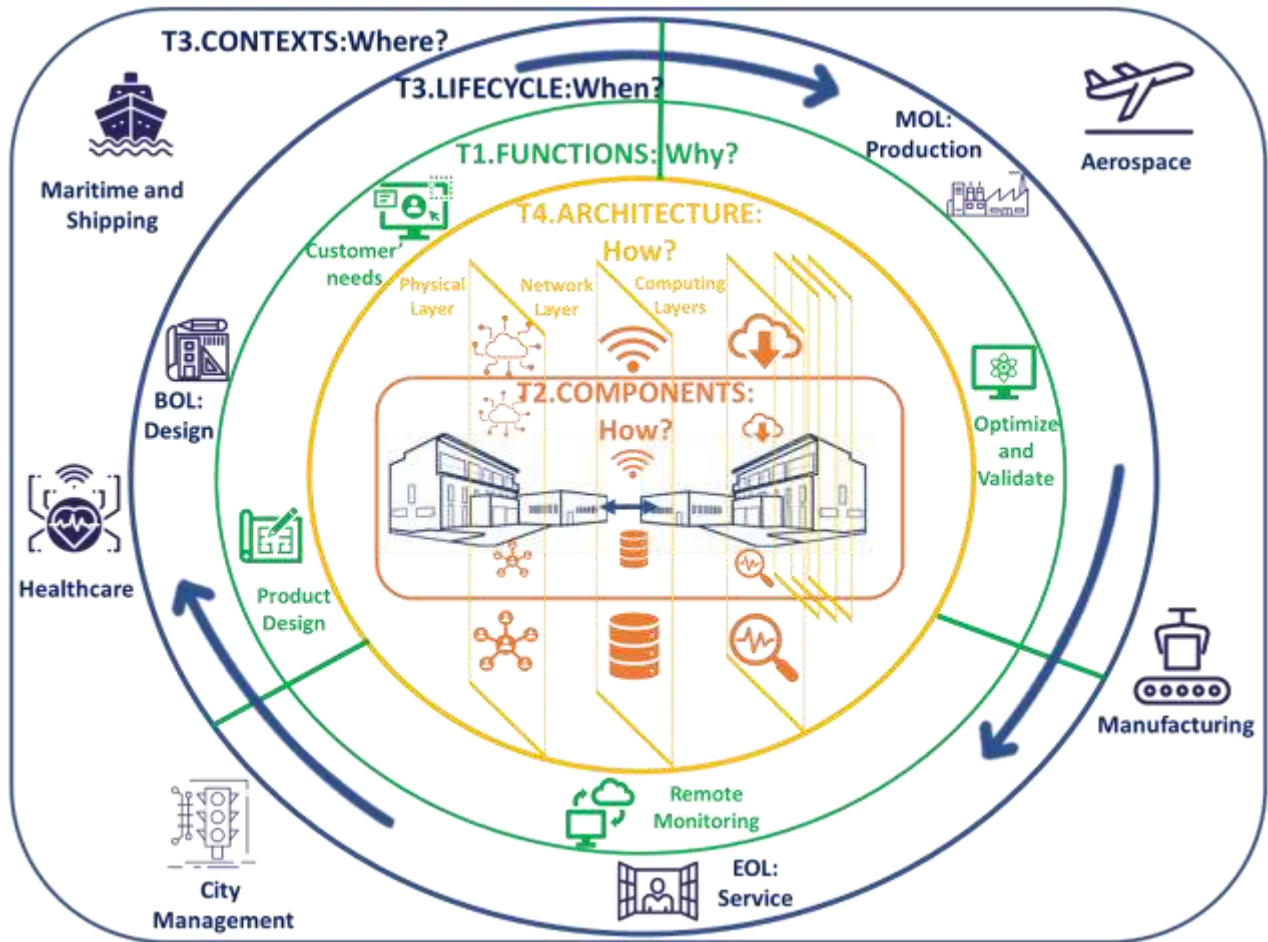 T3.CONTEXTS:Where?
T3.LIFECYCLE:When?
MOL:
Production
Aerospace
Maritime and
Shipping
T1.FUNCTIONS: Why?
Customer'
needs
T4.ARCHITECTURE:
How?
Physical
Layer
Network
Layer
Computing
Layers
T2.COMPONENTS:
How?
BOL:
Design
Optimize
and
Validate
Healthcare
Product
Design
Manufacturing
Remote
Monitoring
EOL:
Service
City
Management